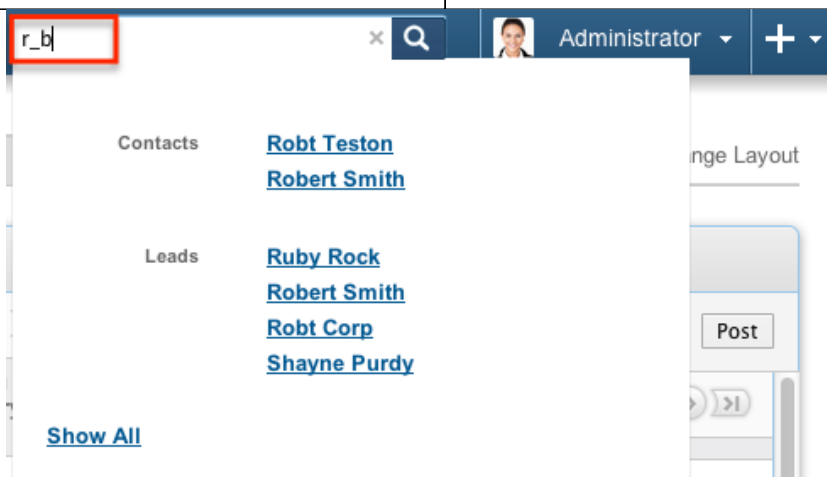 r_b × Administrator
nge Layout
Contacts Robt Teston
Robert Smith
Leads Ruby Rock
Robert Smith
Robt Corp
Shayne Purdy
Post
Show All